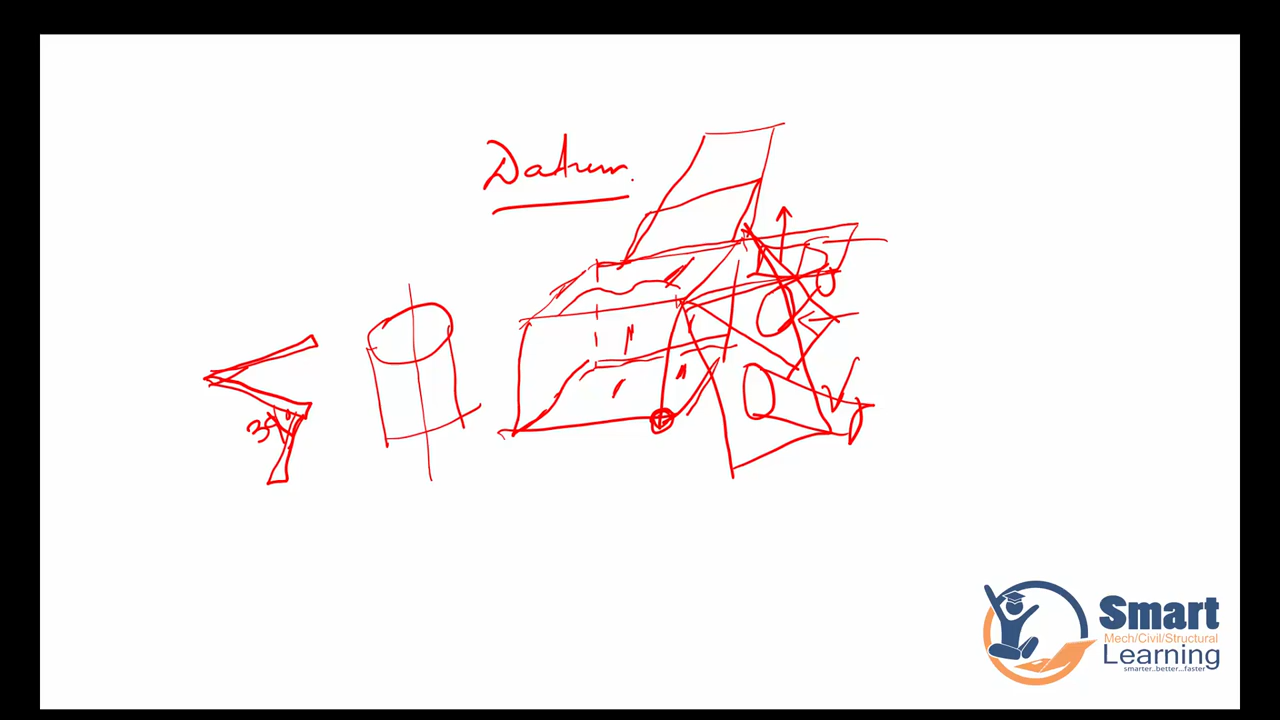 Datum.
Smart
Mech/Civil/Structural
Learning
smarter..better...faster